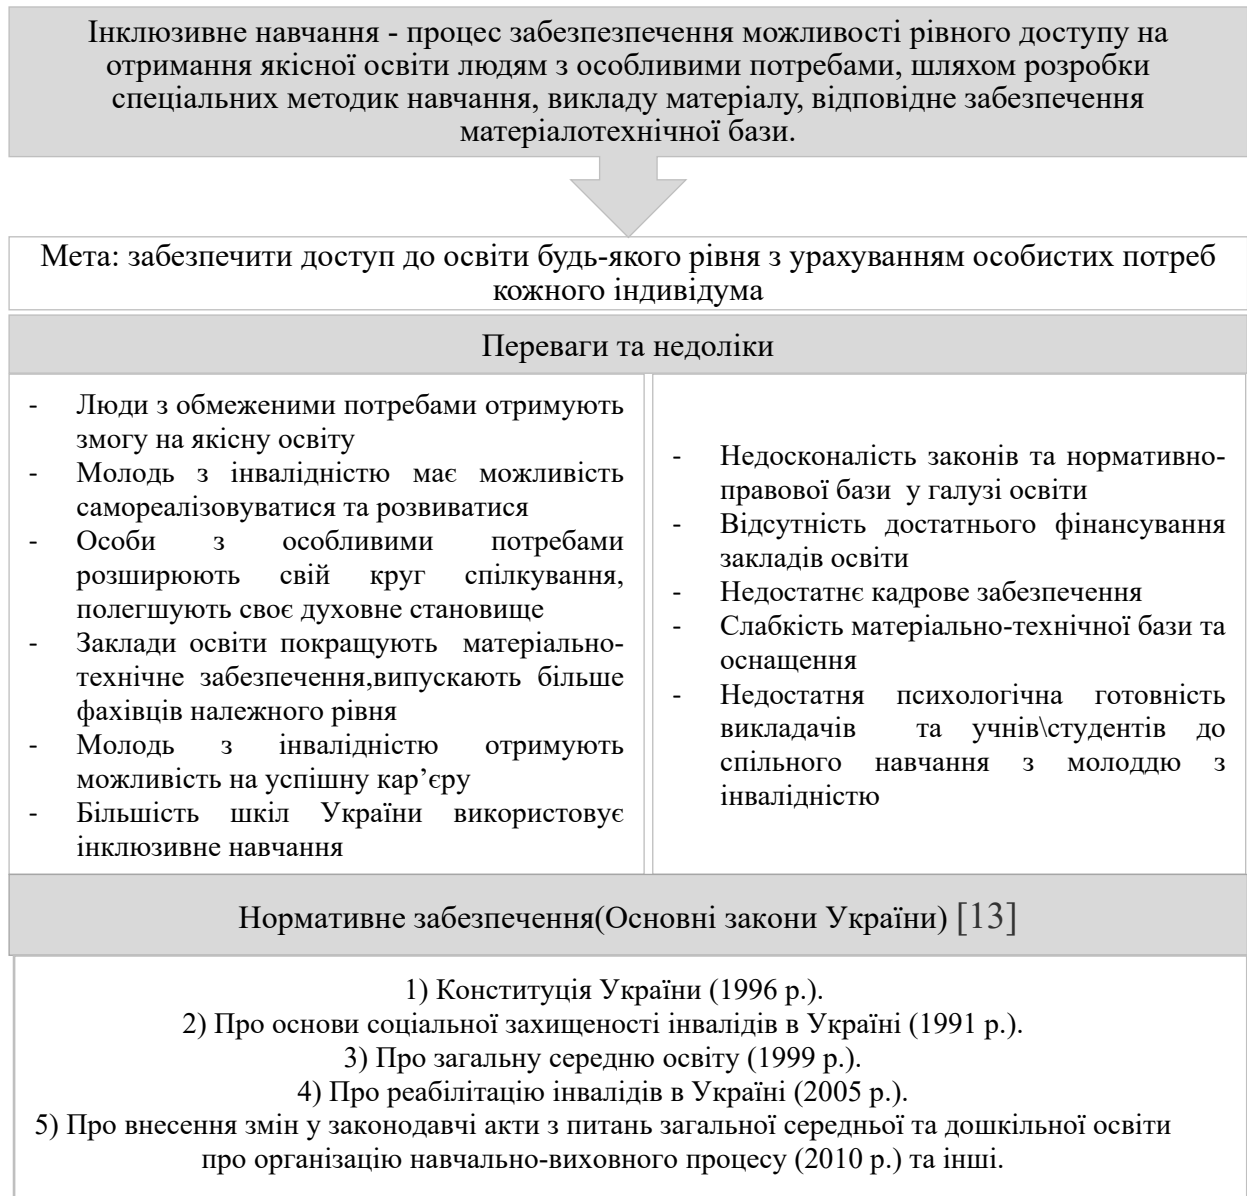 Інклюзивне навчання - процес забезпезпечення можливості рівного доступу на
отримання якісної освіти людям з особливими потребами, шляхом розробки
спеціальних методик навчання, викладу матеріалу, відповідне забезпечення
матеріалотехнічної бази.
Мета: забезпечити доступ до освіти будь-якого рівня з урахуванням особистих потреб
кожного індивідума
Переваги та недоліки
- Люди з обмеженими потребами отримують
змогу на якісну освіту
- Молодь з інвалідністю має можливість
самореалізовуватися та розвиватися
- Особи з особливими потребами
розширюють свій круг спілкування,
полегшують своє духовне становище
- Заклади освіти покращують матеріально-
технічне забезпечення,випускають більше
фахівців належного рівня
- Молодь з інвалідністю отримують
можливість на успішну кар’єру
- Більшість шкіл України використовує
інклюзивне навчання
- Недосконалість законів та нормативно-
правової бази у галузі освіти
- Відсутність достатнього фінансування
закладів освіти
- Недостатнє кадрове забезпечення
- Слабкість матеріально-технічної бази та
оснащення
- Недостатня психологічна готовність
викладачів та учнів\студентів до
спільного навчання з молоддю з
інвалідністю
Нормативне забезпечення(Основні закони України) [13]
1) Конституція України (1996 р.).
2) Про основи соціальної захищеності інвалідів в Україні (1991 р.).
3) Про загальну середню освіту (1999 р.).
4) Про реабілітацію інвалідів в Україні (2005 р.).
5) Про внесення змін у законодавчі акти з питань загальної середньої та дошкільної освіти
про організацію навчально-виховного процесу (2010 р.) та інші.